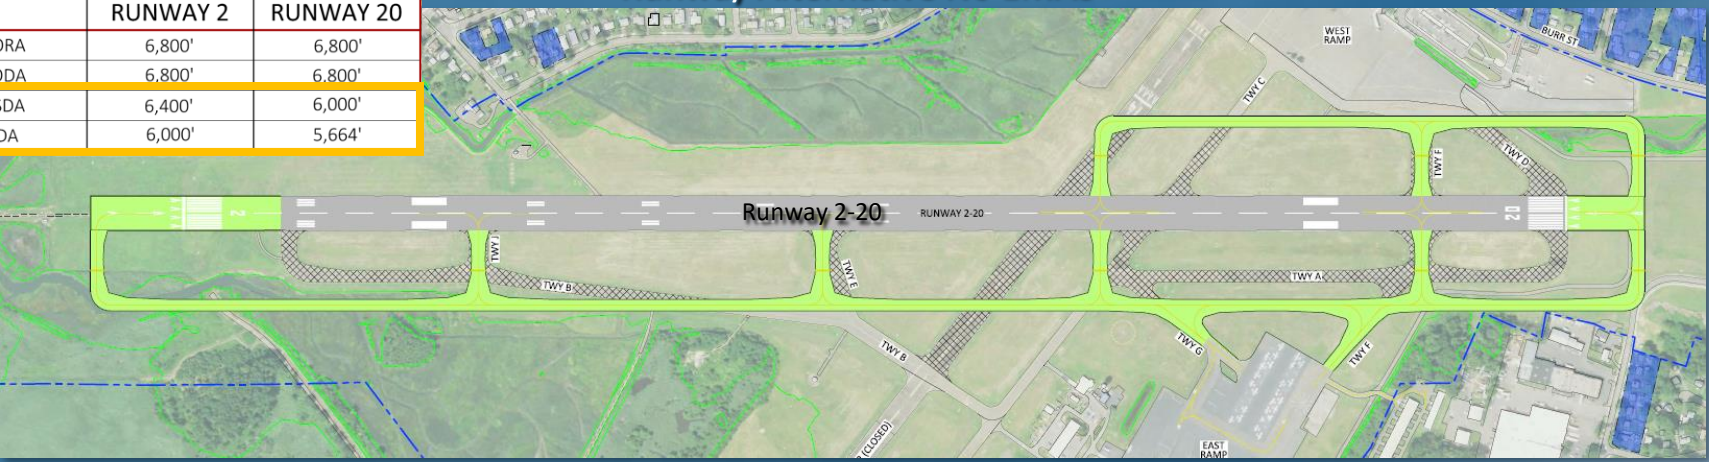 RUNWAY 2 RUNWAY 20
ORA 6,800' 6,800'
ODA 6,800' 6,800'
SDA 6,400' 6,000'
DA 6,000' 5,664'
WEST
RAMP
BURR ST
TWY C
TWY F
TWY D
2
Runway 2-20
RUNWAY 2-20
20
TWY J
TWY B
TWY E
TWY A
TWY B
TWY G
TWY F
(CLOSED)
EAST
RAMP